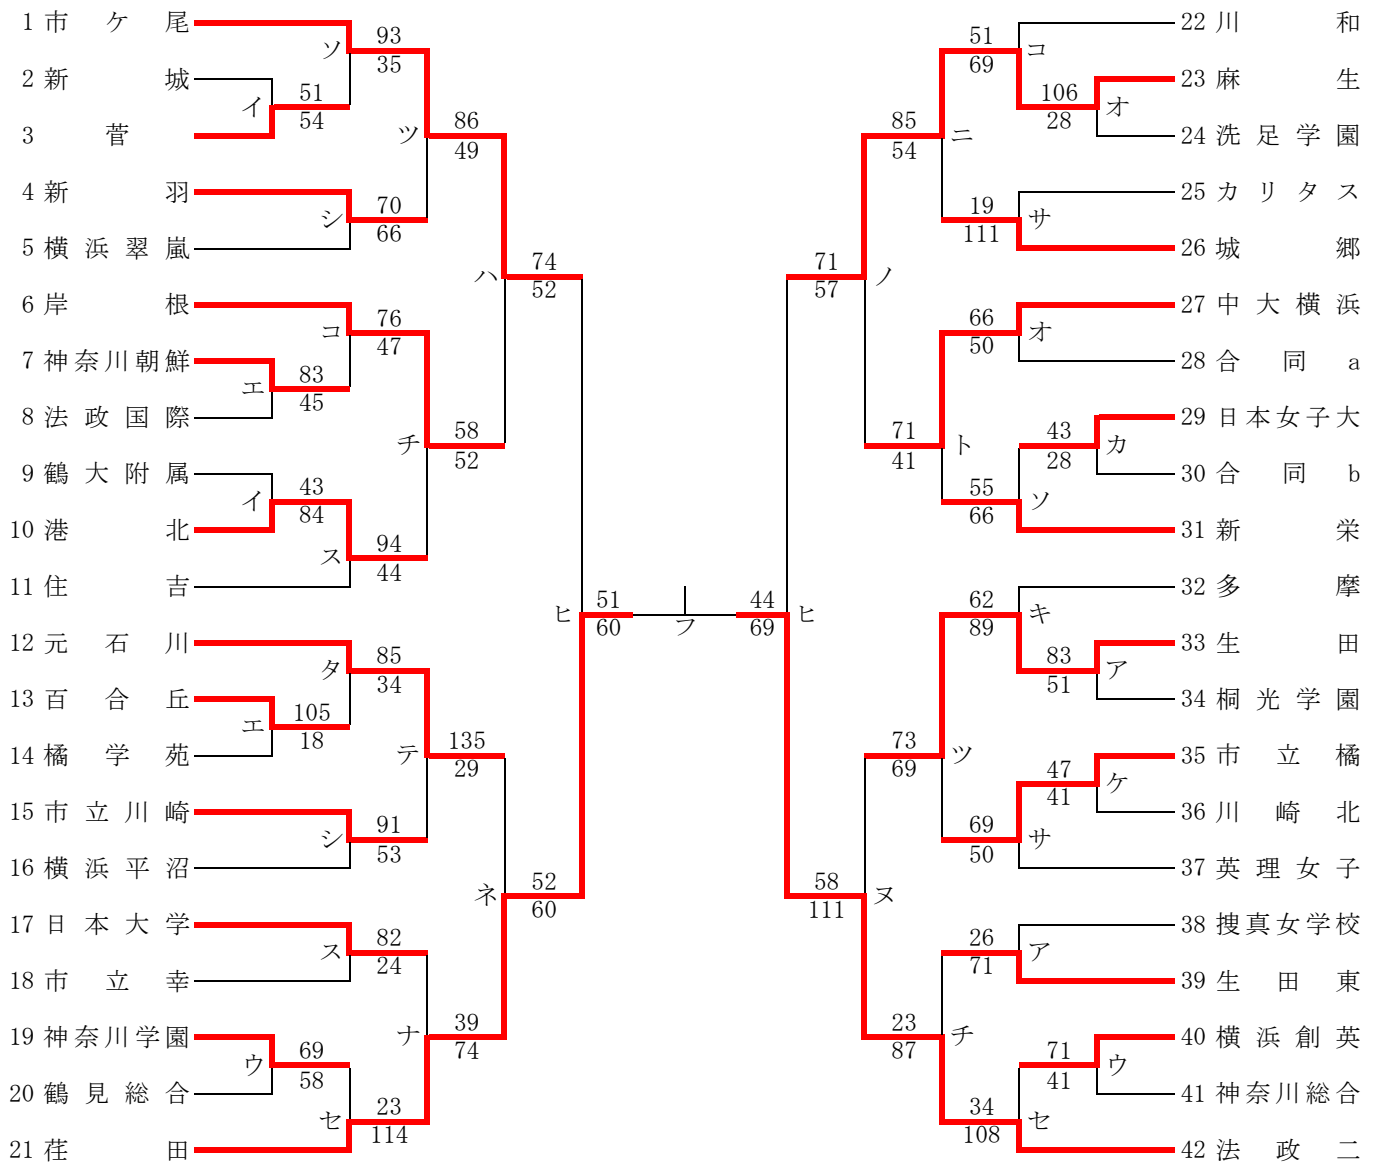 1 市ケ尾
2 新城
3 菅
4 新羽
5 横浜翠嵐
6 岸根
7 神奈川朝鮮
8 法政国際
9 鶴大附属
10 港北
11 住吉
12 元石川
13 百合丘
14 橘学苑
15 市立川崎
16 横浜平沼
17 日本大学
18 市立幸
19 神奈川学園
20 鶴見総合
21 荏田
イ 51
54
エ 83
45
イ 43
84
エ 105
18
ウ 69
58
ソ 93
35
シ 70
66
コ 76
47
ス 94
44
タ 85
34
シ 91
53
ス 82
24
セ 23
114
ツ 86
49
チ 58
52
テ 135
29
ナ 39
74
ハ 74
52
ネ 52
60
ヒ 51
60
フ
44 ヒ
69
71 ノ
57
58 ヌ
111
85 ニ
54
71 ト
41
73 ツ
69
23 チ
87
51 コ
69
19 サ
111
66 オ
50
55 ソ
66
62 キ
89
69 サ
50
26 ア
71
34 セ
108
106 オ
28
43 カ
28
83 ア
51
47 ケ
41
71 ウ
41
22 川和
23 麻生
24 洗足学園
25 カリタス
26 城郷
27 中大横浜
28 合同a
29 日本女子大
30 合同b
31 新栄
32 多摩
33 生田
34 桐光学園
35 市立橘
36 川崎北
37 英理女子
38 捜真女学校
39 生田東
40 横浜創英
41 神奈川総合
42 法政二